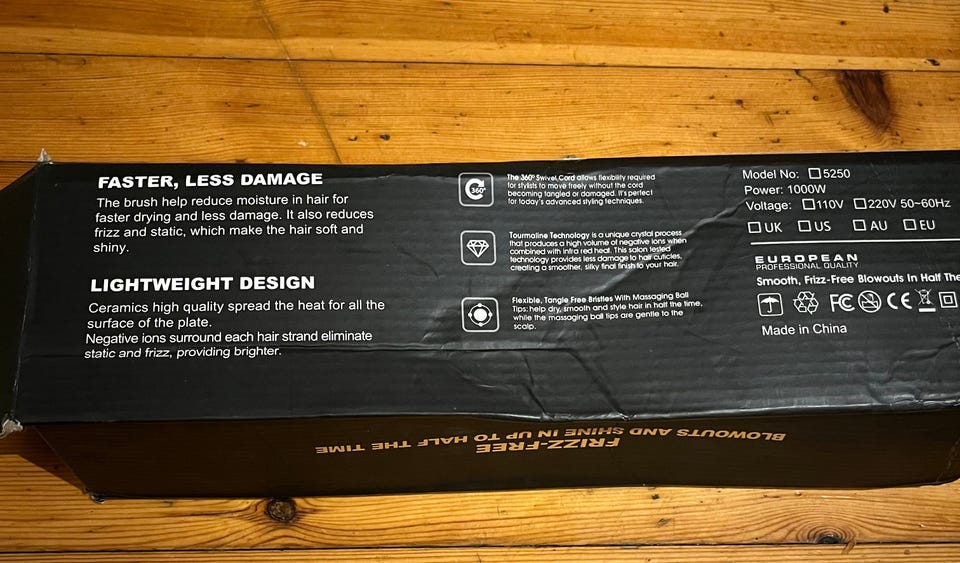 FASTER, LESS DAMAGE
The brush help reduce moisture in hair for
faster drying and less damage. It also reduces
frizz and static, which make the hair soft and
shiny.
LIGHTWEIGHT DESIGN
Ceramics high quality spread the heat for all the
surface of the plate.
Negative ions surround each hair strand eliminate
static and frizz, providing brighter.
360°
The 360° Swivel Cord allows flexibility required
for stylists to move freely without the cord
becoming tangled or damaged. It's perfect
for today's advanced styling techniques.
Tourmaline Technology is a unique crystal process
that produces a high volume of negative ions when
combined with infra red heat. This salon tested
technology provides less damage to hair cuticles,
creating a smoother, silky final finish to your hair.
Flexible, Tangle Free Bristles With Massaging Ball
Tips: help dry, smooth and style hair in half the time,
while the massaging ball tips are gentle to the
scalp.
Model No: ☐5250
Power: 1000W
Voltage: ☐110V ☐220V 50~60Hz
☐UK ☐US ☐AU ☐EU
EUROPEAN
PROFESSIONAL QUALITY
Smooth, Frizz-Free Blowouts In Half The
FC CE
Made in China
FRIZZ-FREE
BLOWOUTS AND SHINE IN UP TO HALF THE TIME